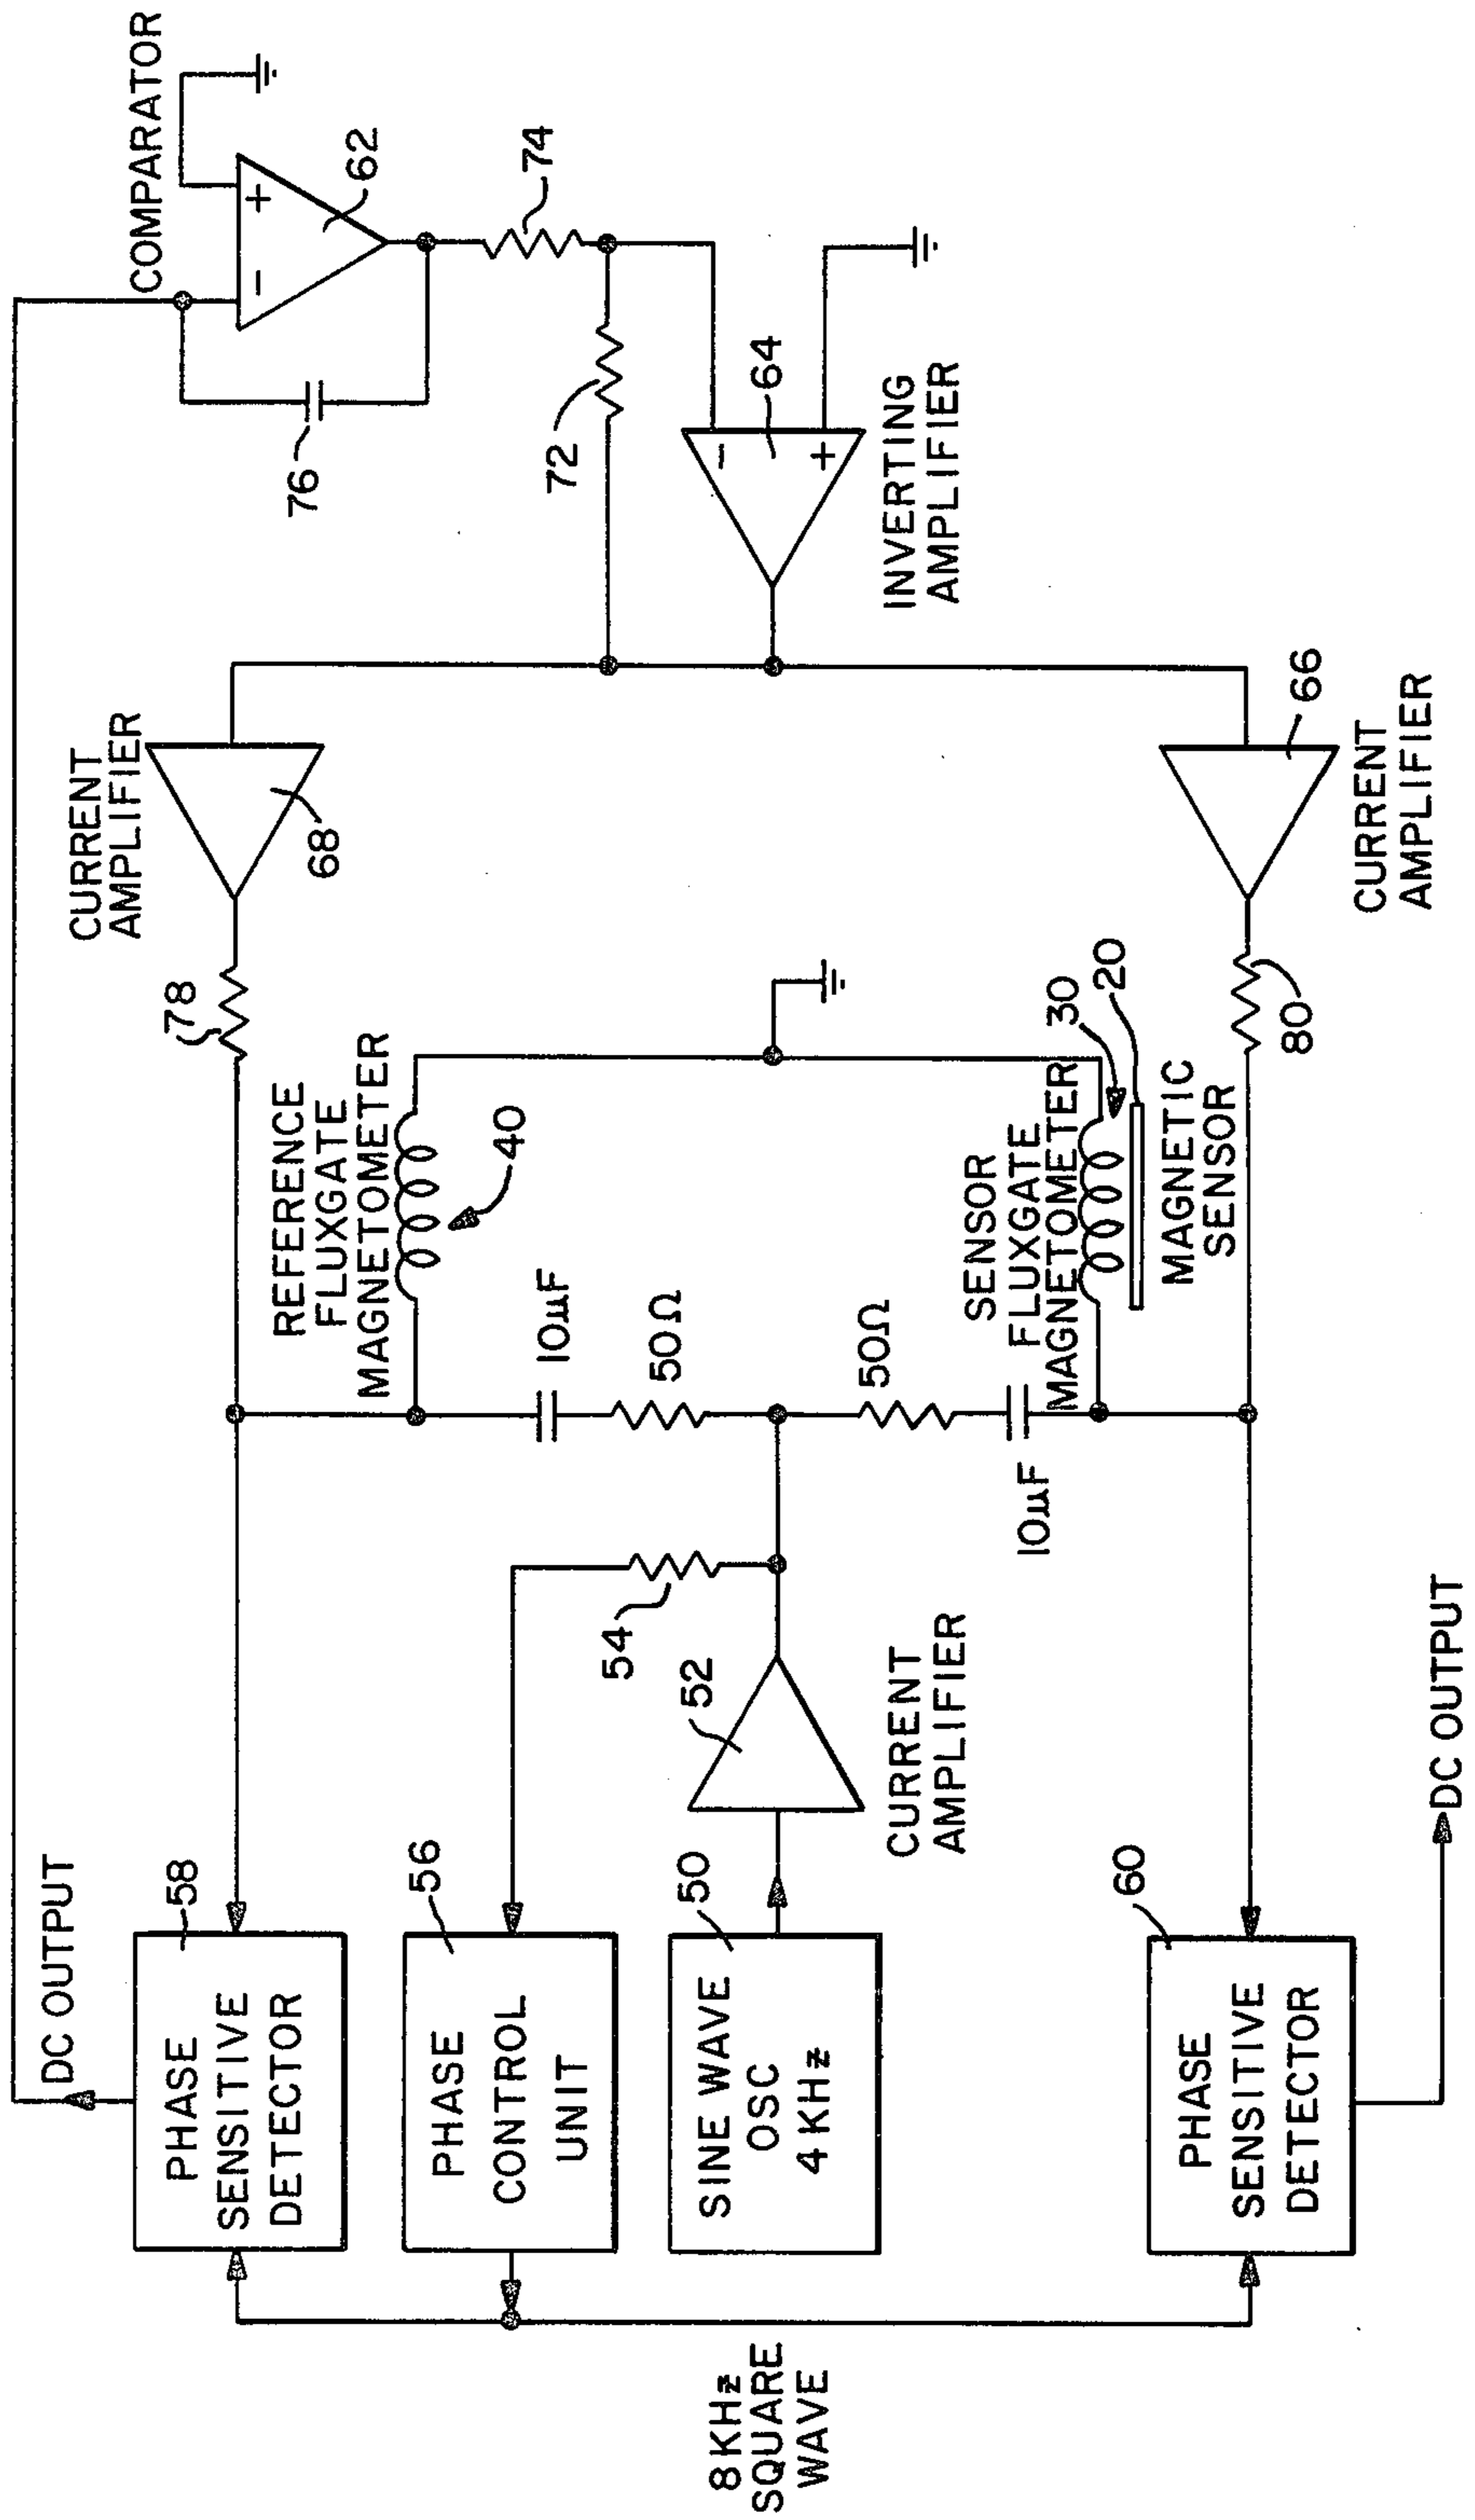 DC OUTPUT
58
PHASE
SENSITIVE
DETECTOR
56
PHASE
CONTROL
UNIT
50
SINE WAVE
OSC
4 KHz
60
PHASE
SENSITIVE
DETECTOR
8 KHz
SQUARE
WAVE
DC OUTPUT
54
52
CURRENT
AMPLIFIER
REFERENCE
FLUXGATE
MAGNETOMETER
40
10µF
50Ω
50Ω
10µF
SENSOR
FLUXGATE
MAGNETOMETER
30
20
MAGNETIC
SENSOR
78
80
CURRENT
AMPLIFIER
68
CURRENT
AMPLIFIER
66
INVERTING
AMPLIFIER
64
-
+
72
74
76
COMPARATOR
62
-
+